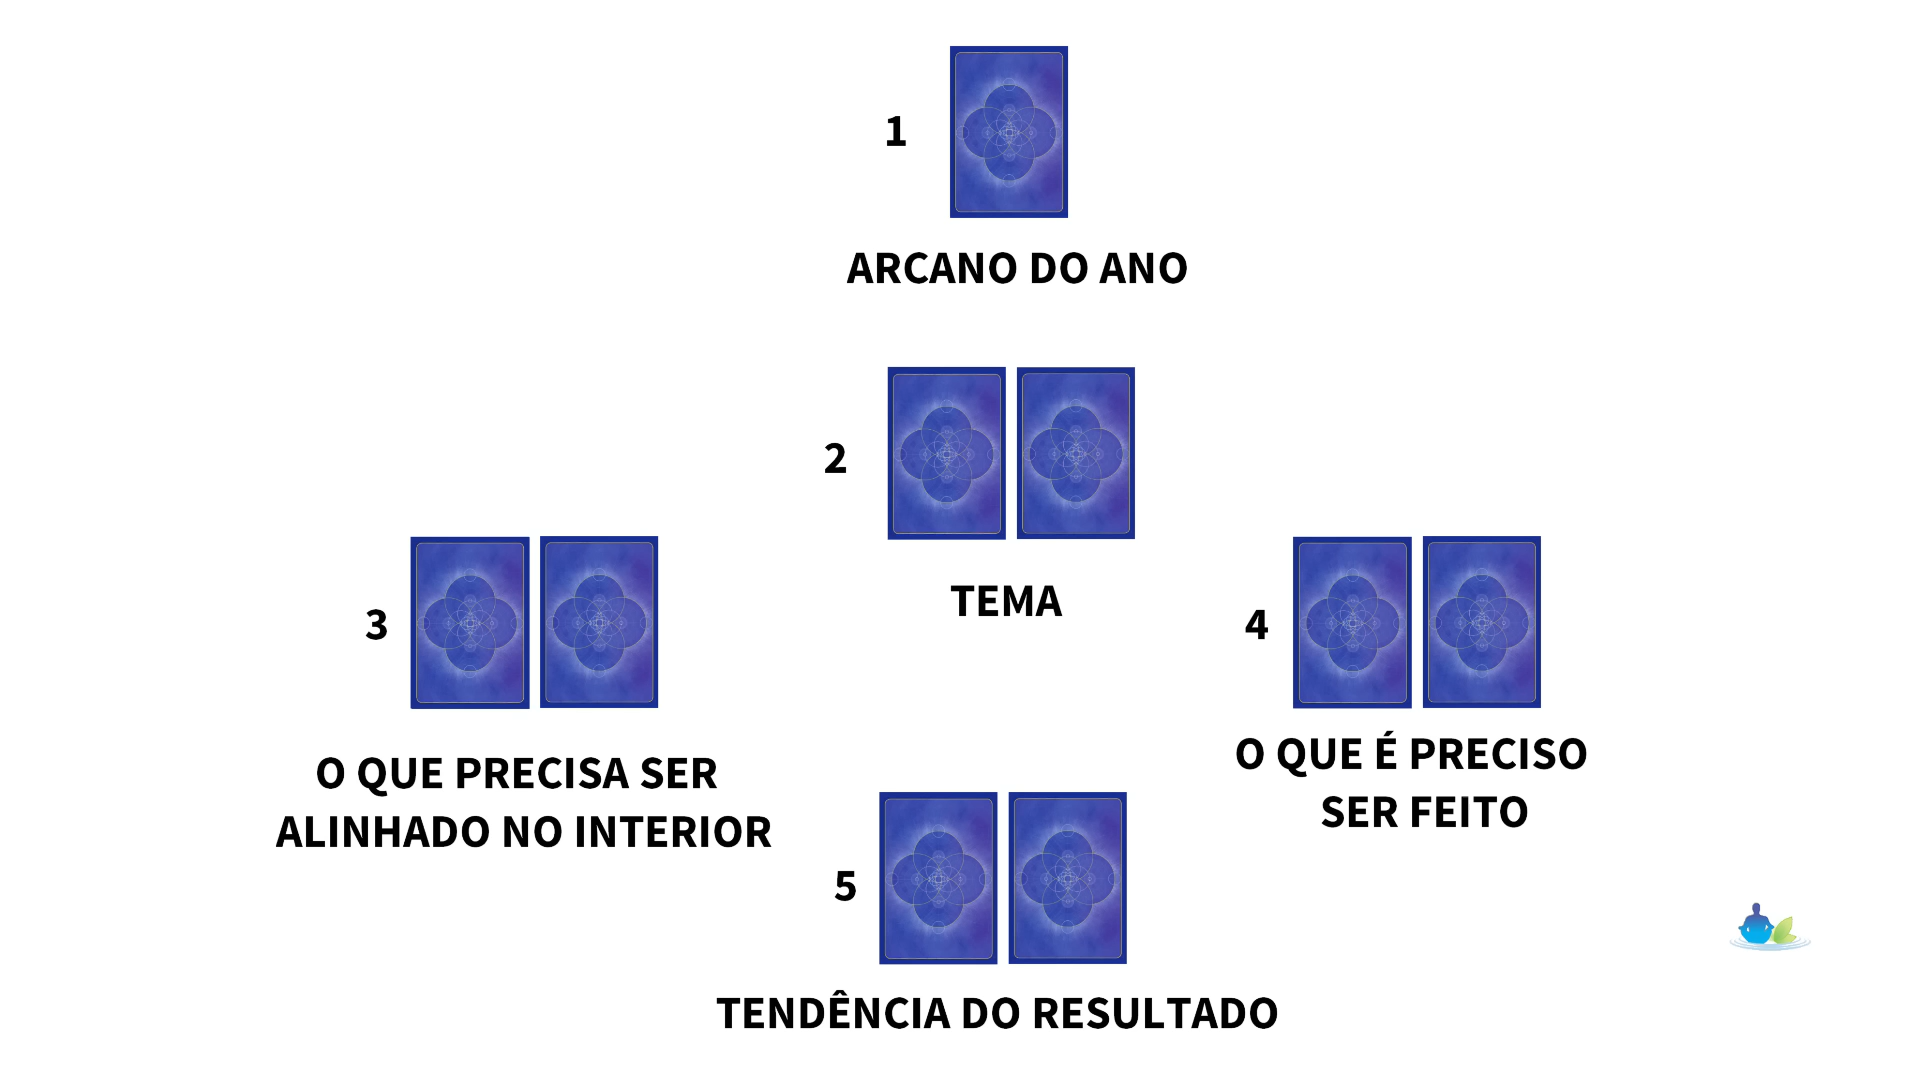 1
ARCANO DO ANO
2
TEMA
3
O QUE PRECISA SER
ALINHADO NO INTERIOR
4
O QUE É PRECISO
SER FEITO
5
TENDÊNCIA DO RESULTADO